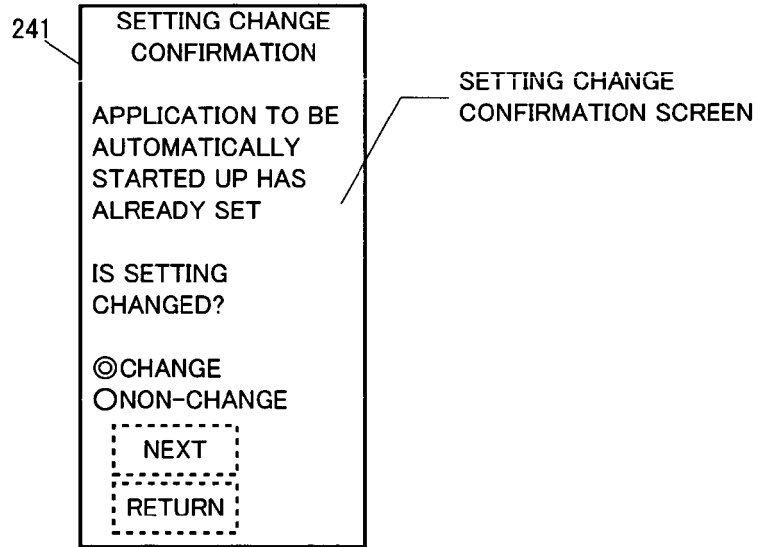 241
SETTING CHANGE
CONFIRMATION
APPLICATION TO BE
AUTOMATICALLY
STARTED UP HAS
ALREADY SET
IS SETTING
CHANGED?
◎CHANGE
○NON-CHANGE
NEXT
RETURN
SETTING CHANGE
CONFIRMATION SCREEN